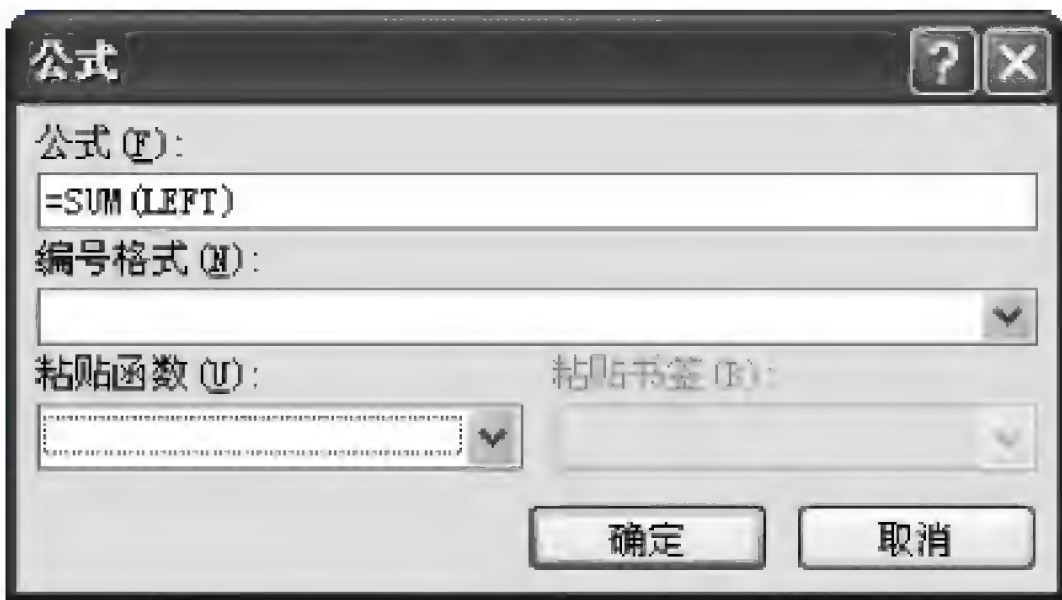 公式
公式(F):
=SUM(LEFT)
编号格式(N):
粘贴函数(U): 粘贴书签(B):
确定 取消